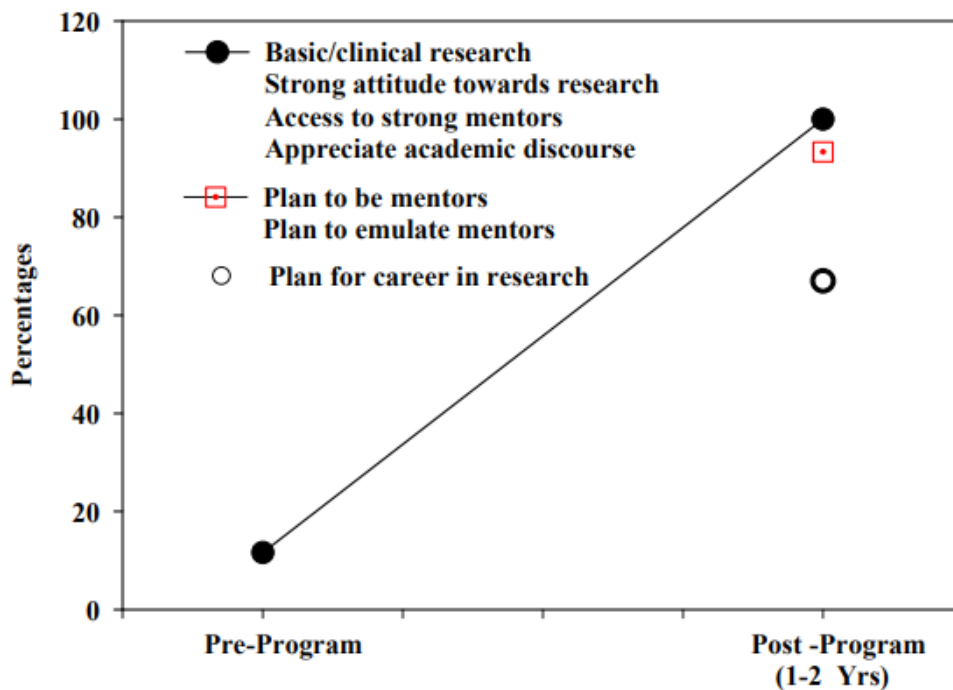 120
100
80
60
40
20
0
Percentages
Basic/clinical research
Strong attitude towards research
Access to strong mentors
Appreciate academic discourse
Plan to be mentors
Plan to emulate mentors
Plan for career in research
Pre-Program
Post -Program
(1-2 Yrs)